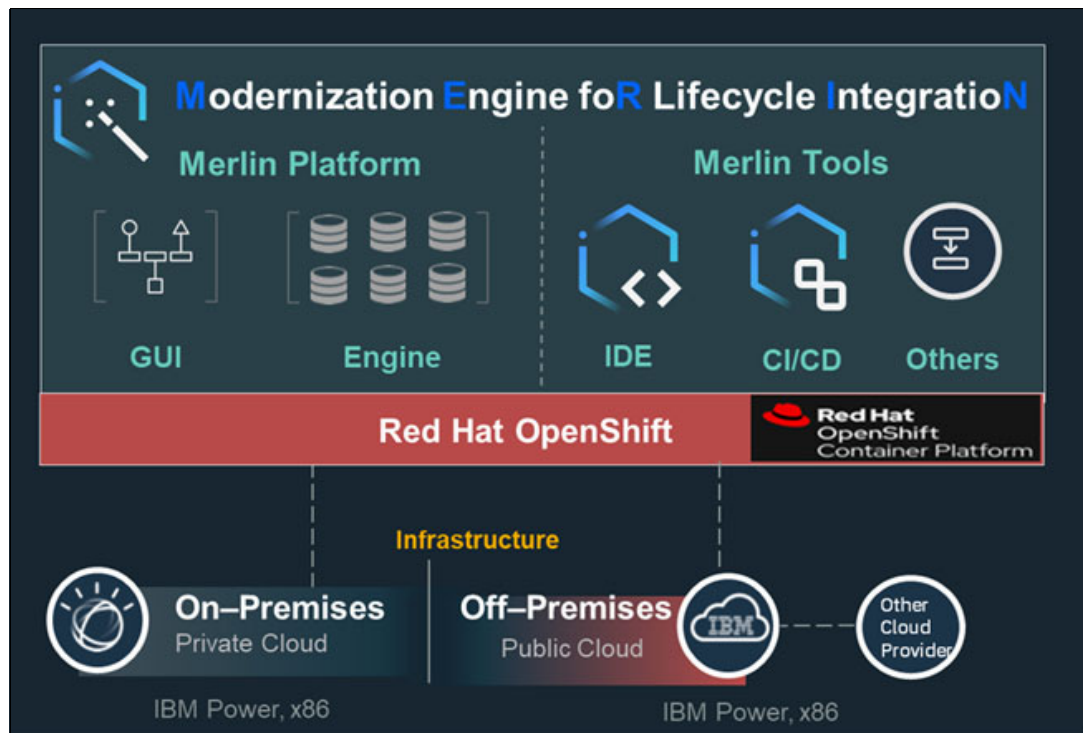 Modernization Engine foR Lifecycle IntegratioN
Merlin Platform
Merlin Tools
GUI
Engine
IDE
CI/CD
Others
Red Hat OpenShift
Red Hat
OpenShift
Container Platform
Infrastructure
On–Premises
Private Cloud
Off–Premises
Public Cloud
IBM
Other
Cloud
Provider
IBM Power, x86
IBM Power, x86